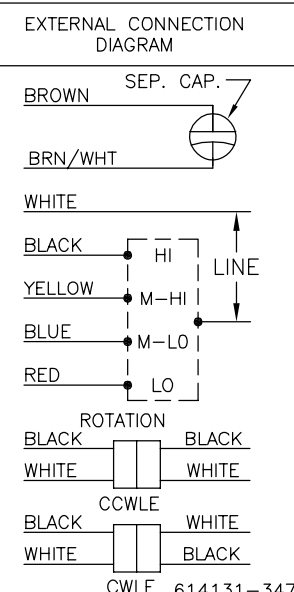 EXTERNAL CONNECTION
DIAGRAM
SEP. CAP.
BROWN
BRN/WHT
WHITE
BLACK HI
LINE
YELLOW M-HI
BLUE M-LO
RED LO
ROTATION
BLACK BLACK
WHITE WHITE
CCWLE
BLACK WHITE
WHITE BLACK
CWLE 614131-347